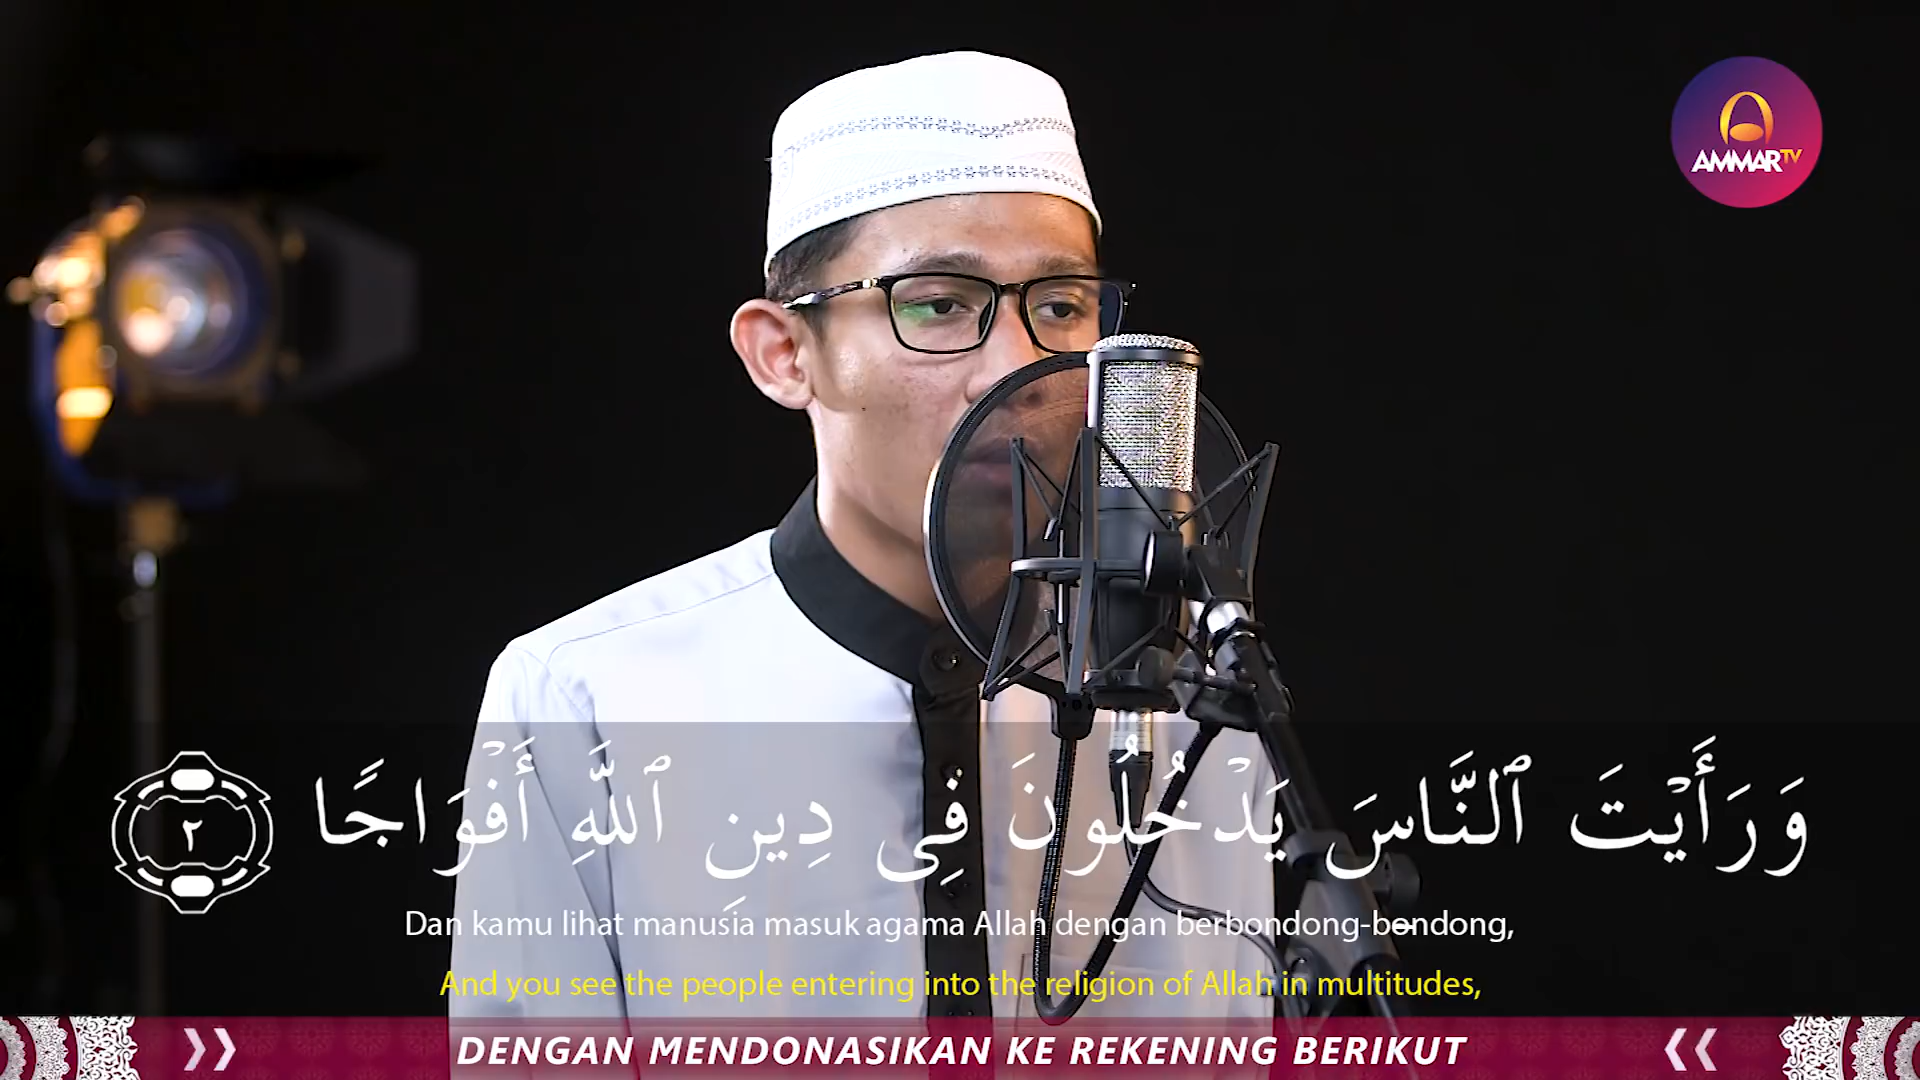 AMMARTV
وَرَأَيْتَ ٱلنَّاسَ يَدْخُلُونَ فِى دِينِ ٱللَّهِ أَفْوَاجًا ٢
Dan kamu lihat manusia masuk agama Allah dengan berbondong-bondong,
And you see the people entering into the religion of Allah in multitudes,
DENGAN MENDONASIKAN KE REKENING BERIKUT